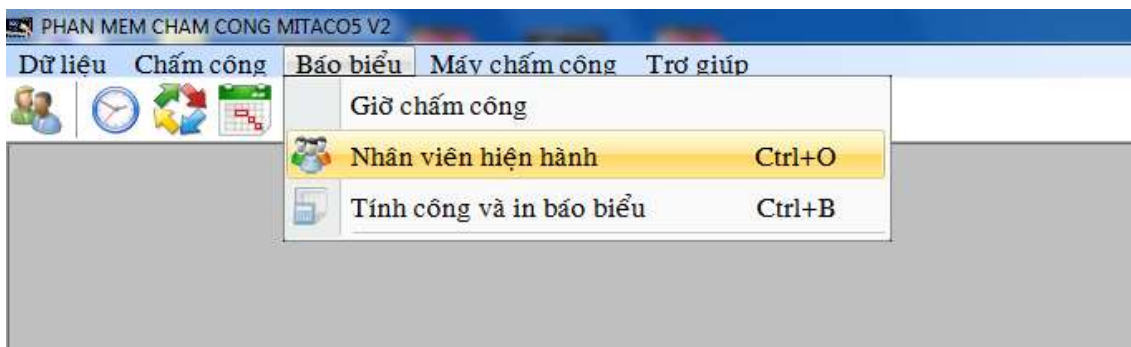 PHAN MEM CHAM CONG MITACO5 V2
Dữ liệu Chấm công Báo biểu Máy chấm công Trợ giúp
Giờ chấm công
Nhân viên hiện hành Ctrl+O
Tính công và in báo biểu Ctrl+B